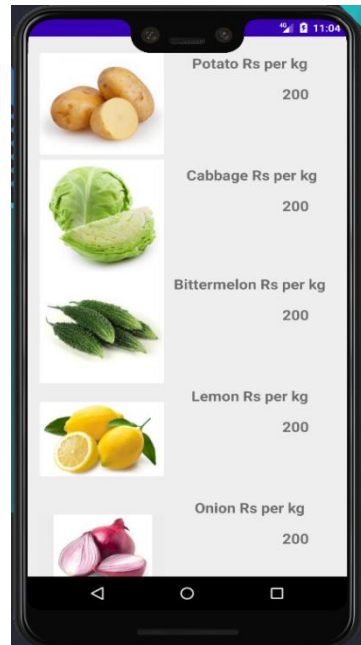 4G 11:04
Potato Rs per kg
200
Cabbage Rs per kg
200
Bittermelon Rs per kg
200
Lemon Rs per kg
200
Onion Rs per kg
200